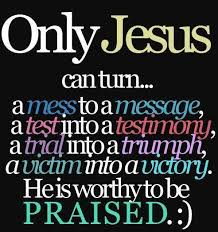 Only Jesus
can turn...
a mess to a message,
a test into a testimony,
a trial into a triumph,
a victim into a victory.
He is worthy to be
PRAISED. :)